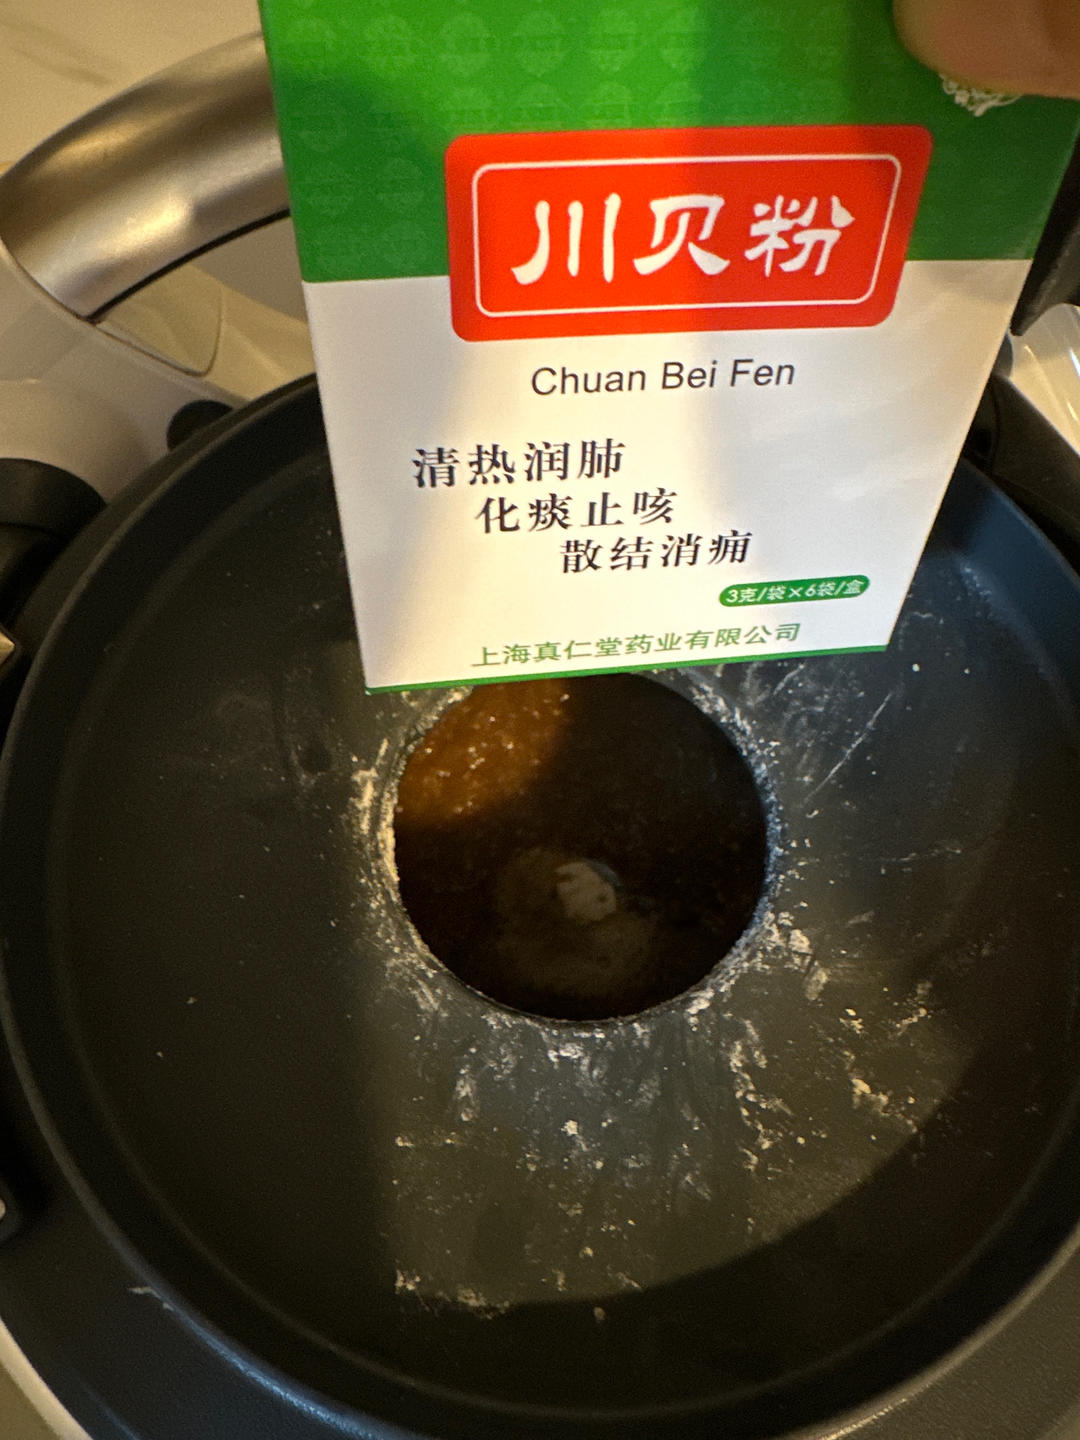 川贝粉
Chuan Bei Fen
清热润肺
化痰止咳
散结消痈
3克/袋×6袋/盒
上海真仁堂药业有限公司